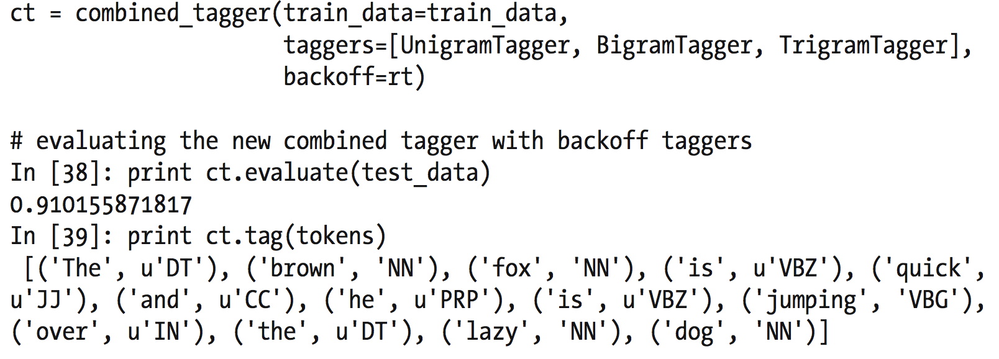 ct = combined_tagger(train_data=train_data,
                     taggers=[UnigramTagger, BigramTagger, TrigramTagger],
                     backoff=rt)

# evaluating the new combined tagger with backoff taggers
In [38]: print ct.evaluate(test_data)
0.910155871817
In [39]: print ct.tag(tokens)
 [('The', u'DT'), ('brown', 'NN'), ('fox', 'NN'), ('is', u'VBZ'), ('quick',
u'JJ'), ('and', u'CC'), ('he', u'PRP'), ('is', u'VBZ'), ('jumping', 'VBG'),
('over', u'IN'), ('the', u'DT'), ('lazy', 'NN'), ('dog', 'NN')]